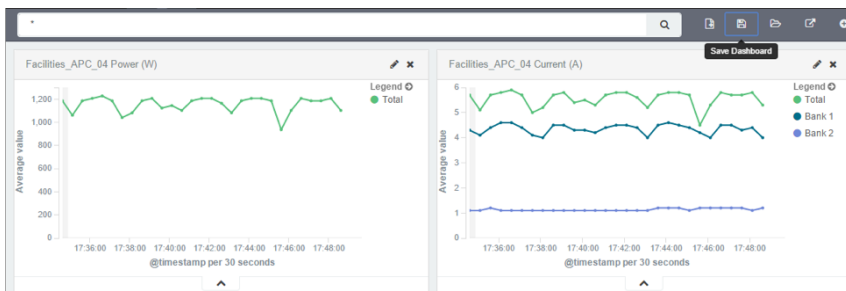 *
Save Dashboard
Facilities_APC_04 Power (W)
Legend
Total
1,200
1,000
800
600
400
200
0
Average value
17:36:00 17:38:00 17:40:00 17:42:00 17:44:00 17:46:00 17:48:00
@timestamp per 30 seconds
Facilities_APC_04 Current (A)
Legend
Total
Bank 1
Bank 2
6
5
4
3
2
1
0
Average value
17:36:00 17:38:00 17:40:00 17:42:00 17:44:00 17:46:00 17:48:00
@timestamp per 30 seconds